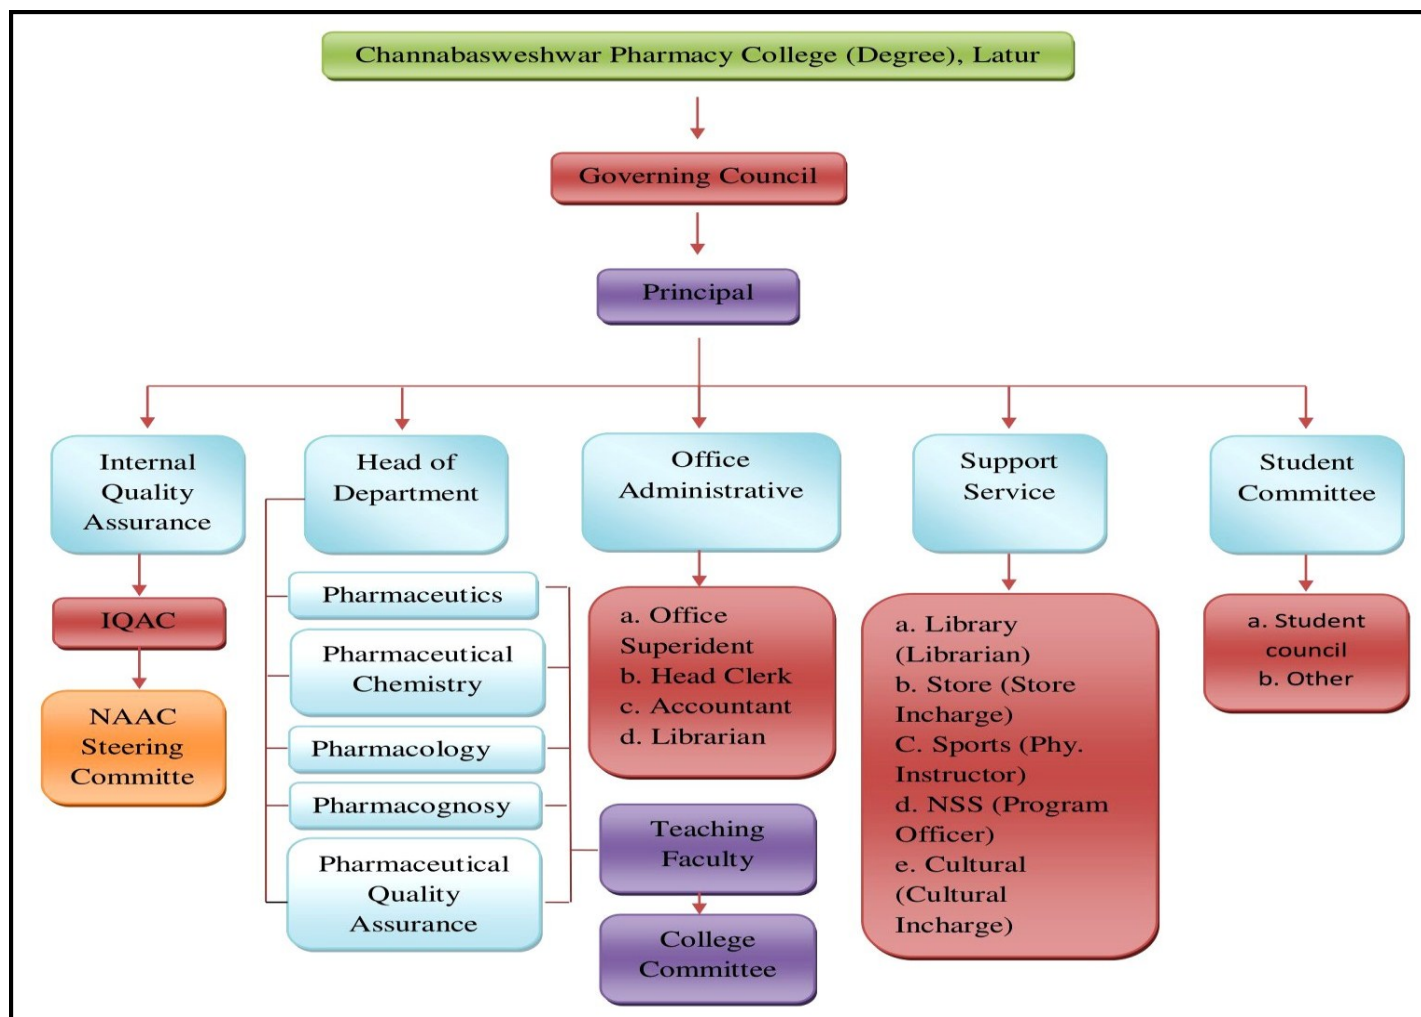 Channabasweshwar Pharmacy College (Degree), Latur
Governing Council
Principal
Internal
Quality
Assurance
Head of
Department
Office
Administrative
Support
Service
Student
Committee
IQAC
NAAC
Steering
Committe
Pharmaceutics
Pharmaceutical
Chemistry
Pharmacology
Pharmacognosy
Pharmaceutical
Quality
Assurance
a. Office
Superident
b. Head Clerk
c. Accountant
d. Librarian
Teaching
Faculty
College
Committee
a. Library
(Librarian)
b. Store (Store
Incharge)
C. Sports (Phy.
Instructor)
d. NSS (Program
Officer)
e. Cultural
(Cultural
Incharge)
a. Student
council
b. Other